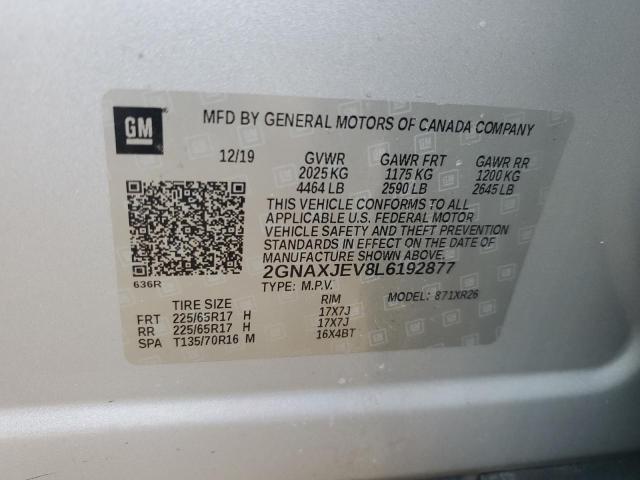 GM
MFD BY GENERAL MOTORS OF CANADA COMPANY
12/19 GVWR GAWR FRT GAWR RR
2025 KG 1175 KG 1200 KG
4464 LB 2590 LB 2645 LB
THIS VEHICLE CONFORMS TO ALL
APPLICABLE U.S. FEDERAL MOTOR
VEHICLE SAFETY AND THEFT PREVENTION
STANDARDS IN EFFECT ON THE DATE OF
MANUFACTURE SHOWN ABOVE.
2GNAXJEV8L6192877
636R TYPE: M.P.V. MODEL: 871XR26
TIRE SIZE RIM
FRT 225/65R17 H 17X7J
RR 225/65R17 H 17X7J
SPA T135/70R16 M 16X4BT